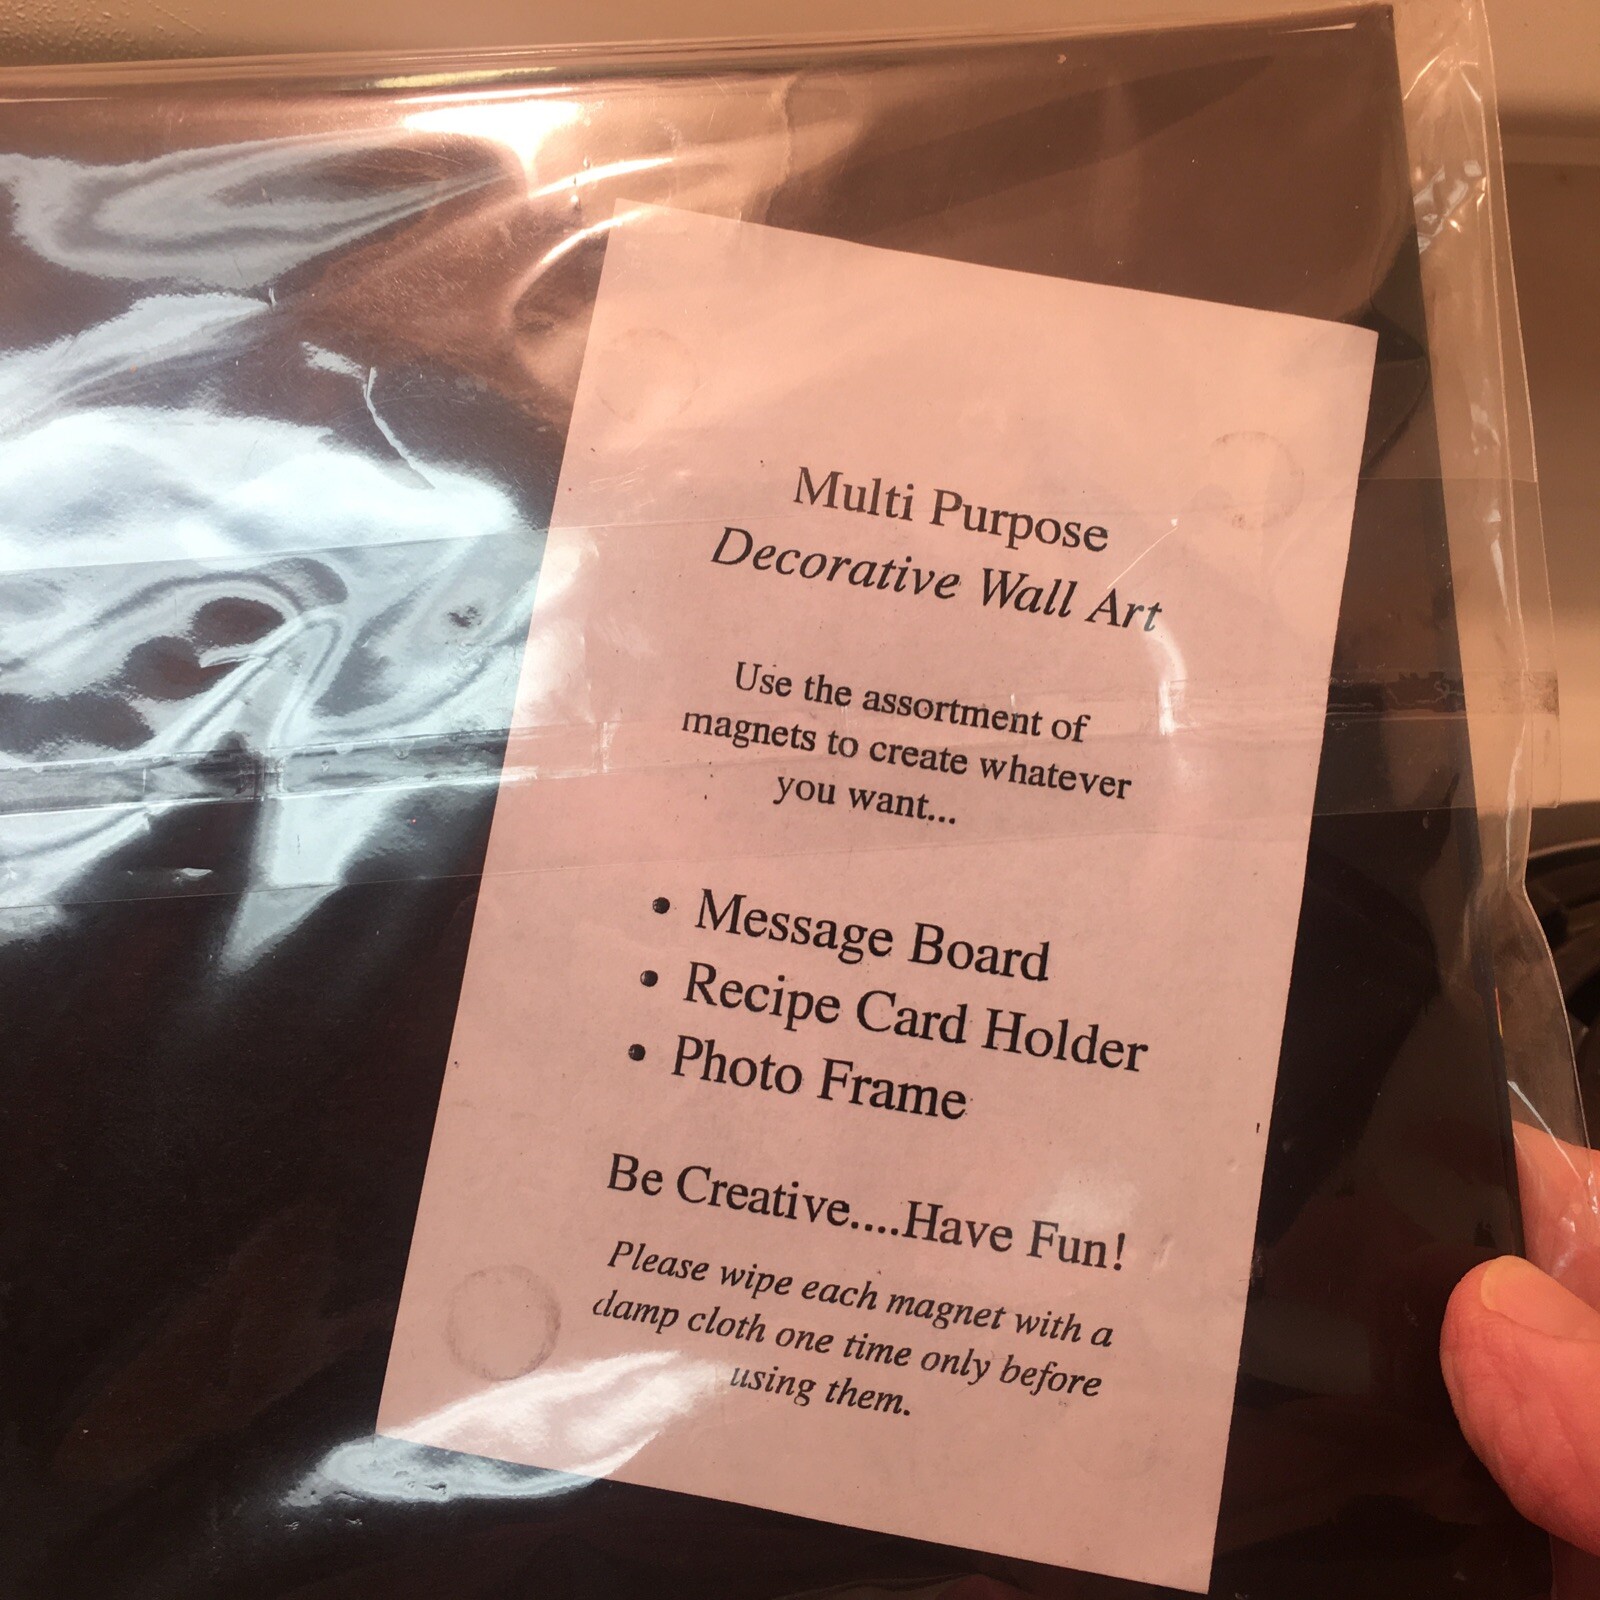 Multi Purpose
Decorative Wall Art
Use the assortment of
magnets to create whatever
you want...
• Message Board
• Recipe Card Holder
• Photo Frame
Be Creative....Have Fun!
Please wipe each magnet with a
damp cloth one time only before
using them.